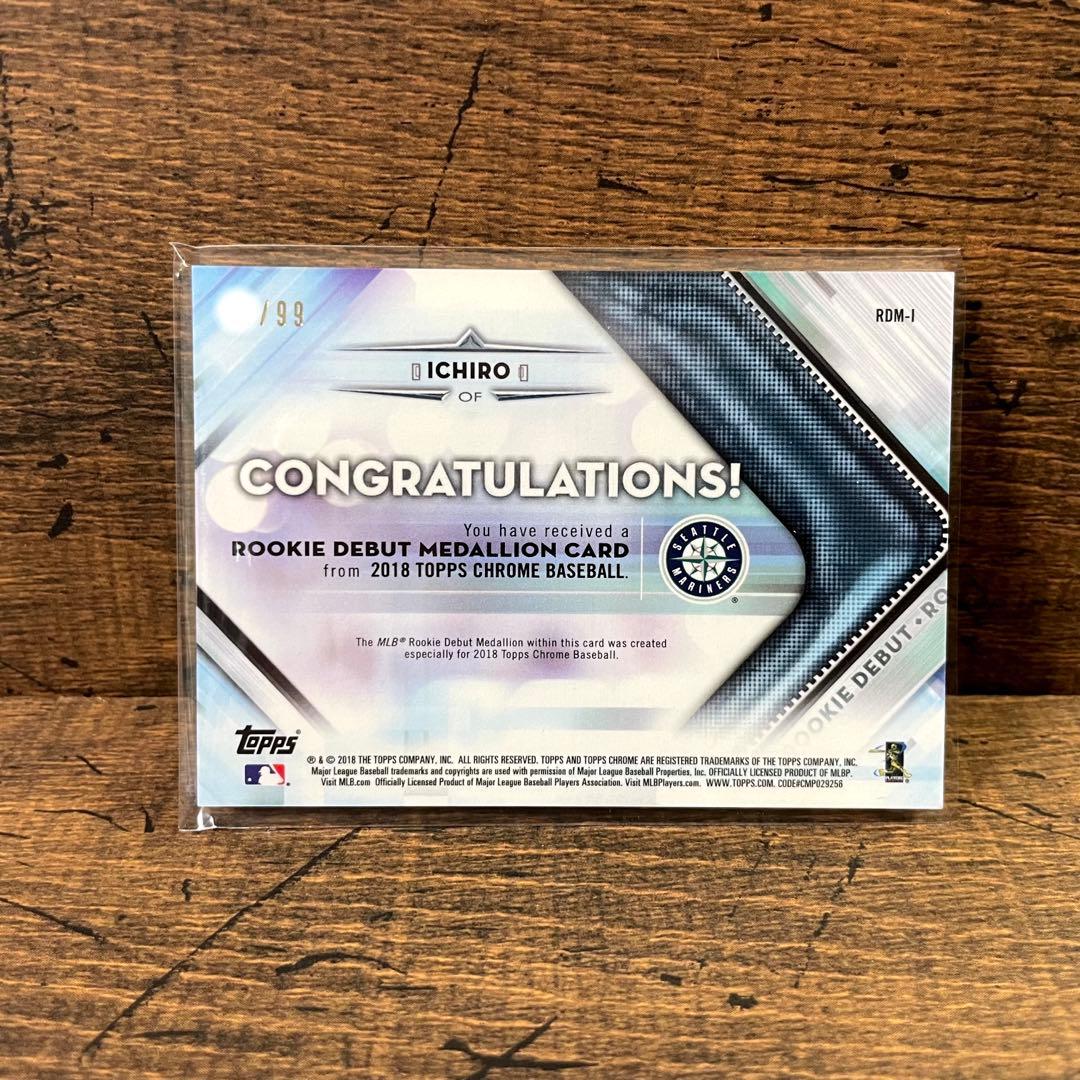 /99
RDM-I
ICHIRO
OF
CONGRATULATIONS!
You have received a
ROOKIE DEBUT MEDALLION CARD
from 2018 TOPPS CHROME BASEBALL.
SEATTLE
MARINERS
®
The MLB® Rookie Debut Medallion within this card was created
especially for 2018 Topps Chrome Baseball.
OOKIE DEBUT • RO
topps
® & © 2018 THE TOPPS COMPANY, INC. ALL RIGHTS RESERVED. TOPPS AND TOPPS CHROME ARE REGISTERED TRADEMARKS OF THE TOPPS COMPANY, INC.
Major League Baseball trademarks and copyrights are used with permission of Major League Baseball Properties, Inc. OFFICIALLY LICENSED PRODUCT OF MLBP.
Visit MLB.com Officially Licensed Product of Major League Baseball Players Association. Visit MLBPlayers.com. WWW.TOPPS.COM. CODE#CMP029256
PLAYERS